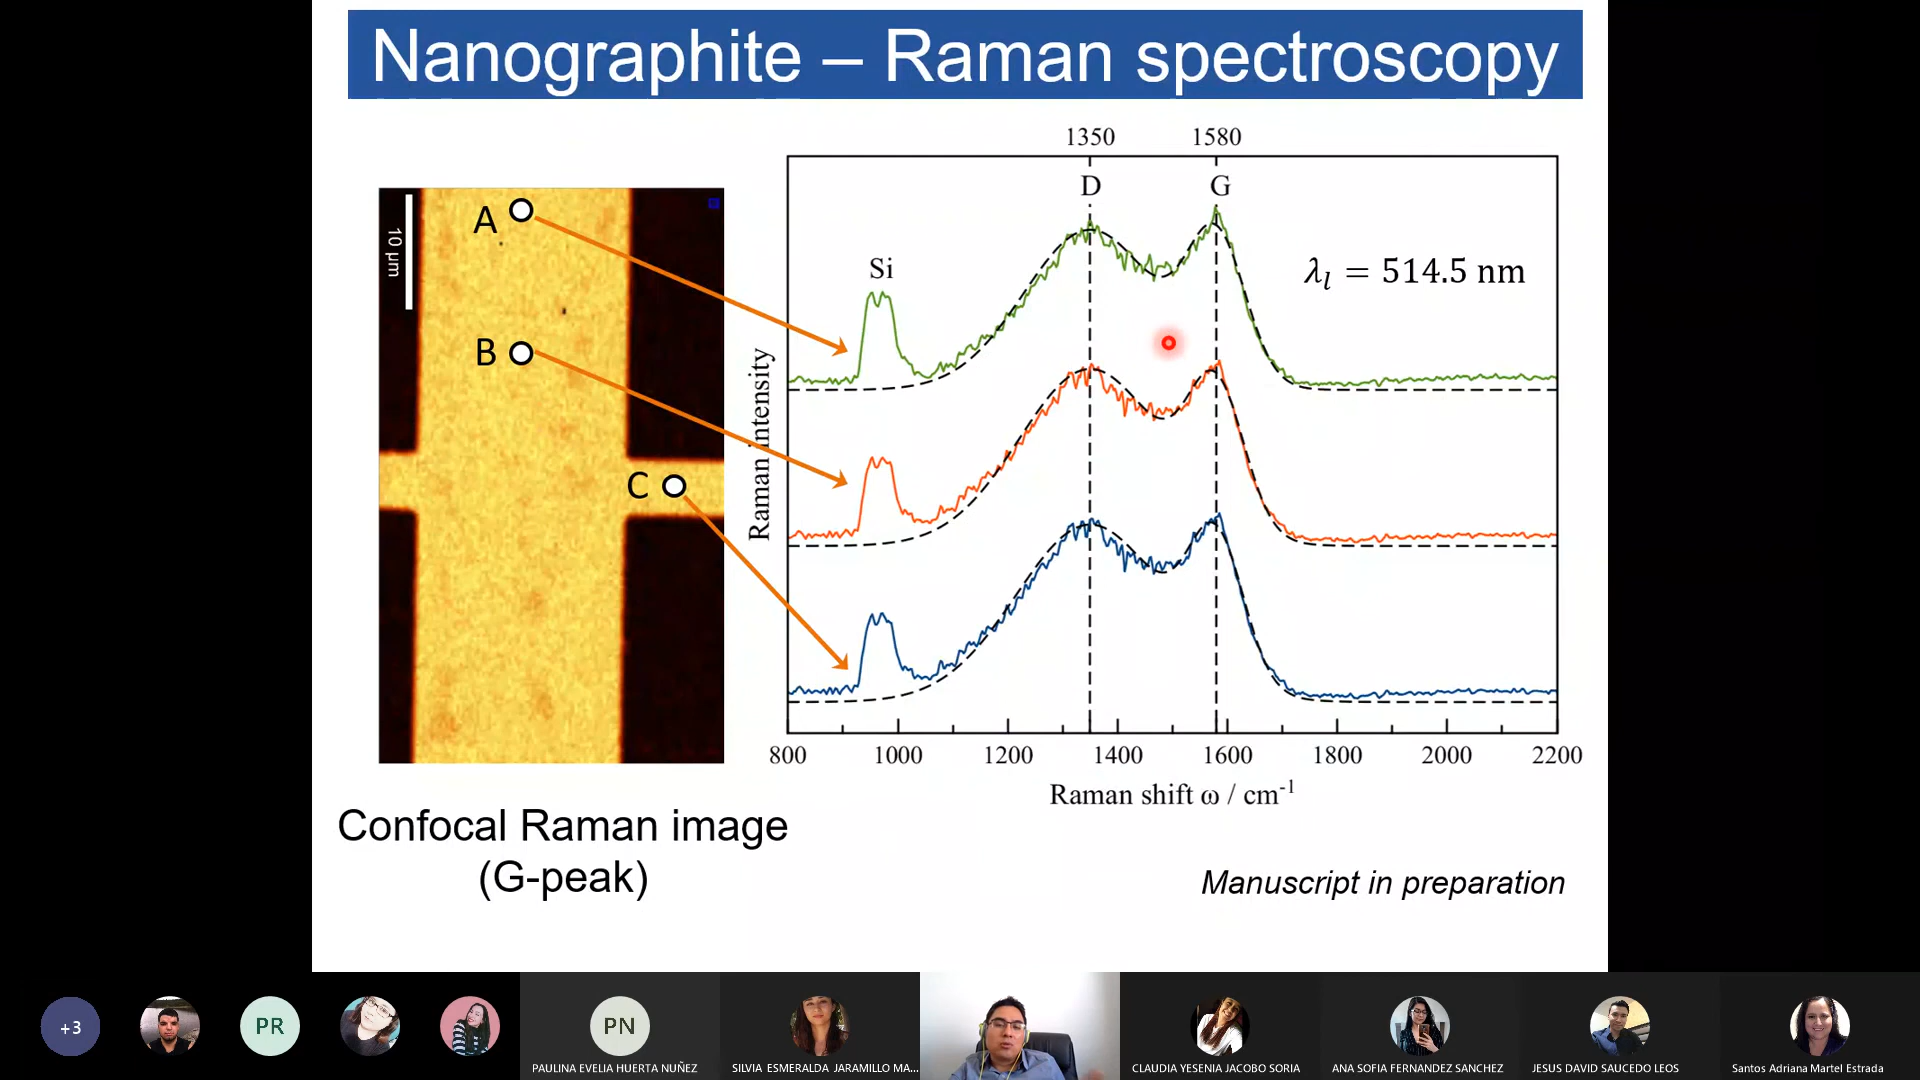 Nanographite – Raman spectroscopy
1350
1580
D
G
A
10 µm
Si
λl = 514.5 nm
B
C
Raman intensity
800
1000
1200
1400
1600
1800
2000
2200
Raman shift ω / cm-1
Confocal Raman image
(G-peak)
Manuscript in preparation
+3
PR
PN
PAULINA EVELIA HUERTA NUÑEZ
SILVIA ESMERALDA JARAMILLO MA...
CLAUDIA YESENIA JACOBO SORIA
ANA SOFIA FERNANDEZ SANCHEZ
JESUS DAVID SAUCEDO LEOS
Santos Adriana Martel Estrada